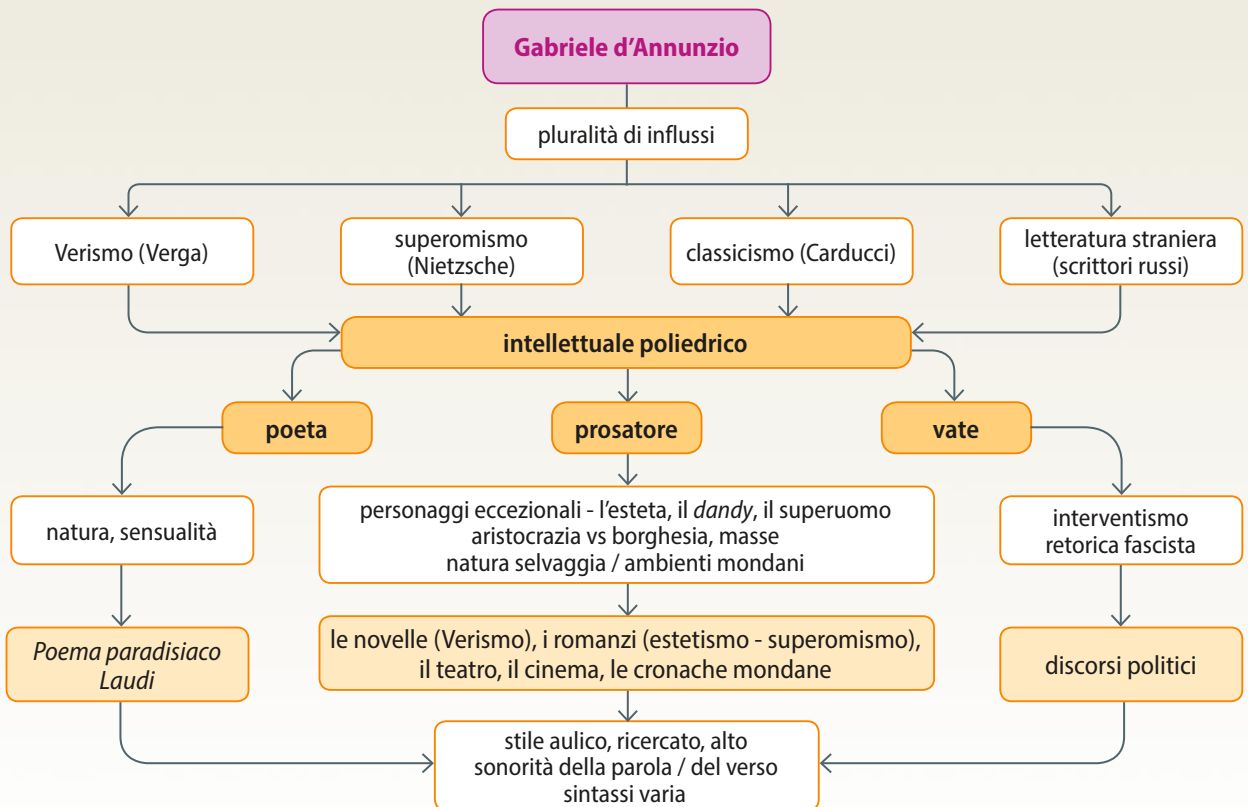 Gabriele d’Annunzio
pluralità di influssi
Verismo (Verga)
superomismo
(Nietzsche)
classicismo (Carducci)
letteratura straniera
(scrittori russi)
intellettuale poliedrico
poeta
prosatore
vate
natura, sensualità
personaggi eccezionali - l’esteta, il dandy, il superuomo
aristocrazia vs borghesia, masse
natura selvaggia / ambienti mondani
interventismo
retorica fascista
Poema paradisiaco
Laudi
le novelle (Verismo), i romanzi (estetismo - superomismo),
il teatro, il cinema, le cronache mondane
discorsi politici
stile aulico, ricercato, alto
sonorità della parola / del verso
sintassi varia